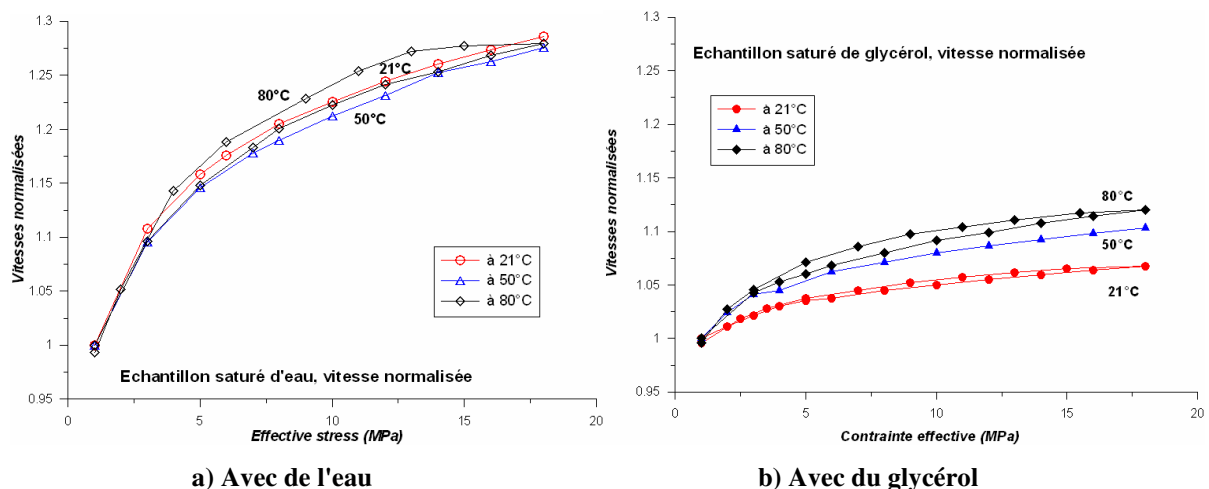 1.3
1.25
1.2
1.15
1.1
1.05
1
0.95
Vitesses normalisées
80°C
21°C
50°C
à 21°C
à 50°C
à 80°C
Echantillon saturé d'eau, vitesse normalisée
0
5
10
15
20
Effective stress (MPa)
a) Avec de l'eau
1.3
1.25
1.2
1.15
1.1
1.05
1
0.95
Vitesses normalisées
Echantillon saturé de glycérol, vitesse normalisée
à 21°C
à 50°C
à 80°C
80°C
50°C
21°C
0
5
10
15
20
Contrainte effective (MPa)
b) Avec du glycérol